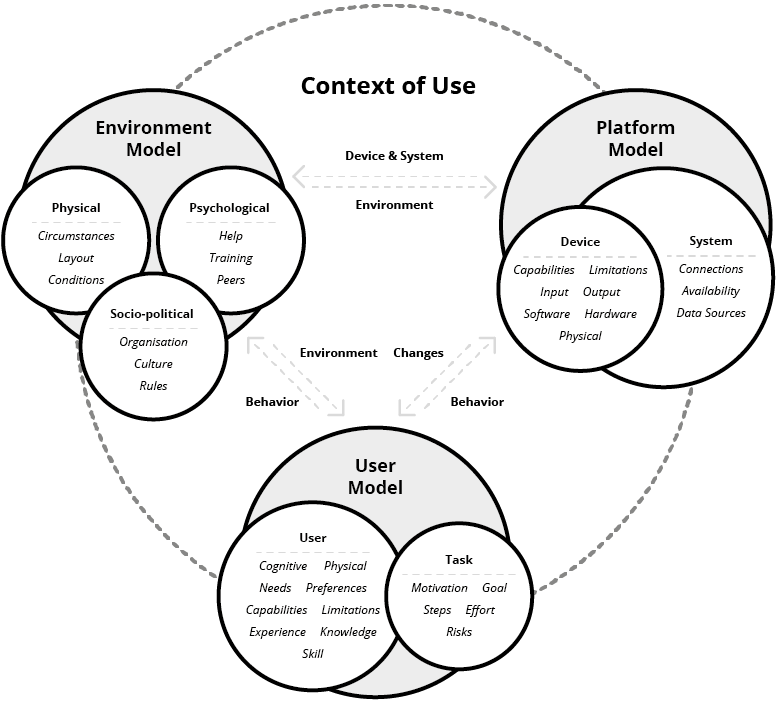 Context of Use
Environment
Model
Physical
Circumstances
Layout
Conditions
Psychological
Help
Training
Peers
Socio-political
Organisation
Culture
Rules
Device & System
Environment
Platform
Model
Device
Capabilities Limitations
Input Output
Software Hardware
Physical
System
Connections
Availability
Data Sources
Environment Changes
Behavior Behavior
User
Model
User
Cognitive Physical
Needs Preferences
Capabilities Limitations
Experience Knowledge
Skill
Task
Motivation Goal
Steps Effort
Risks